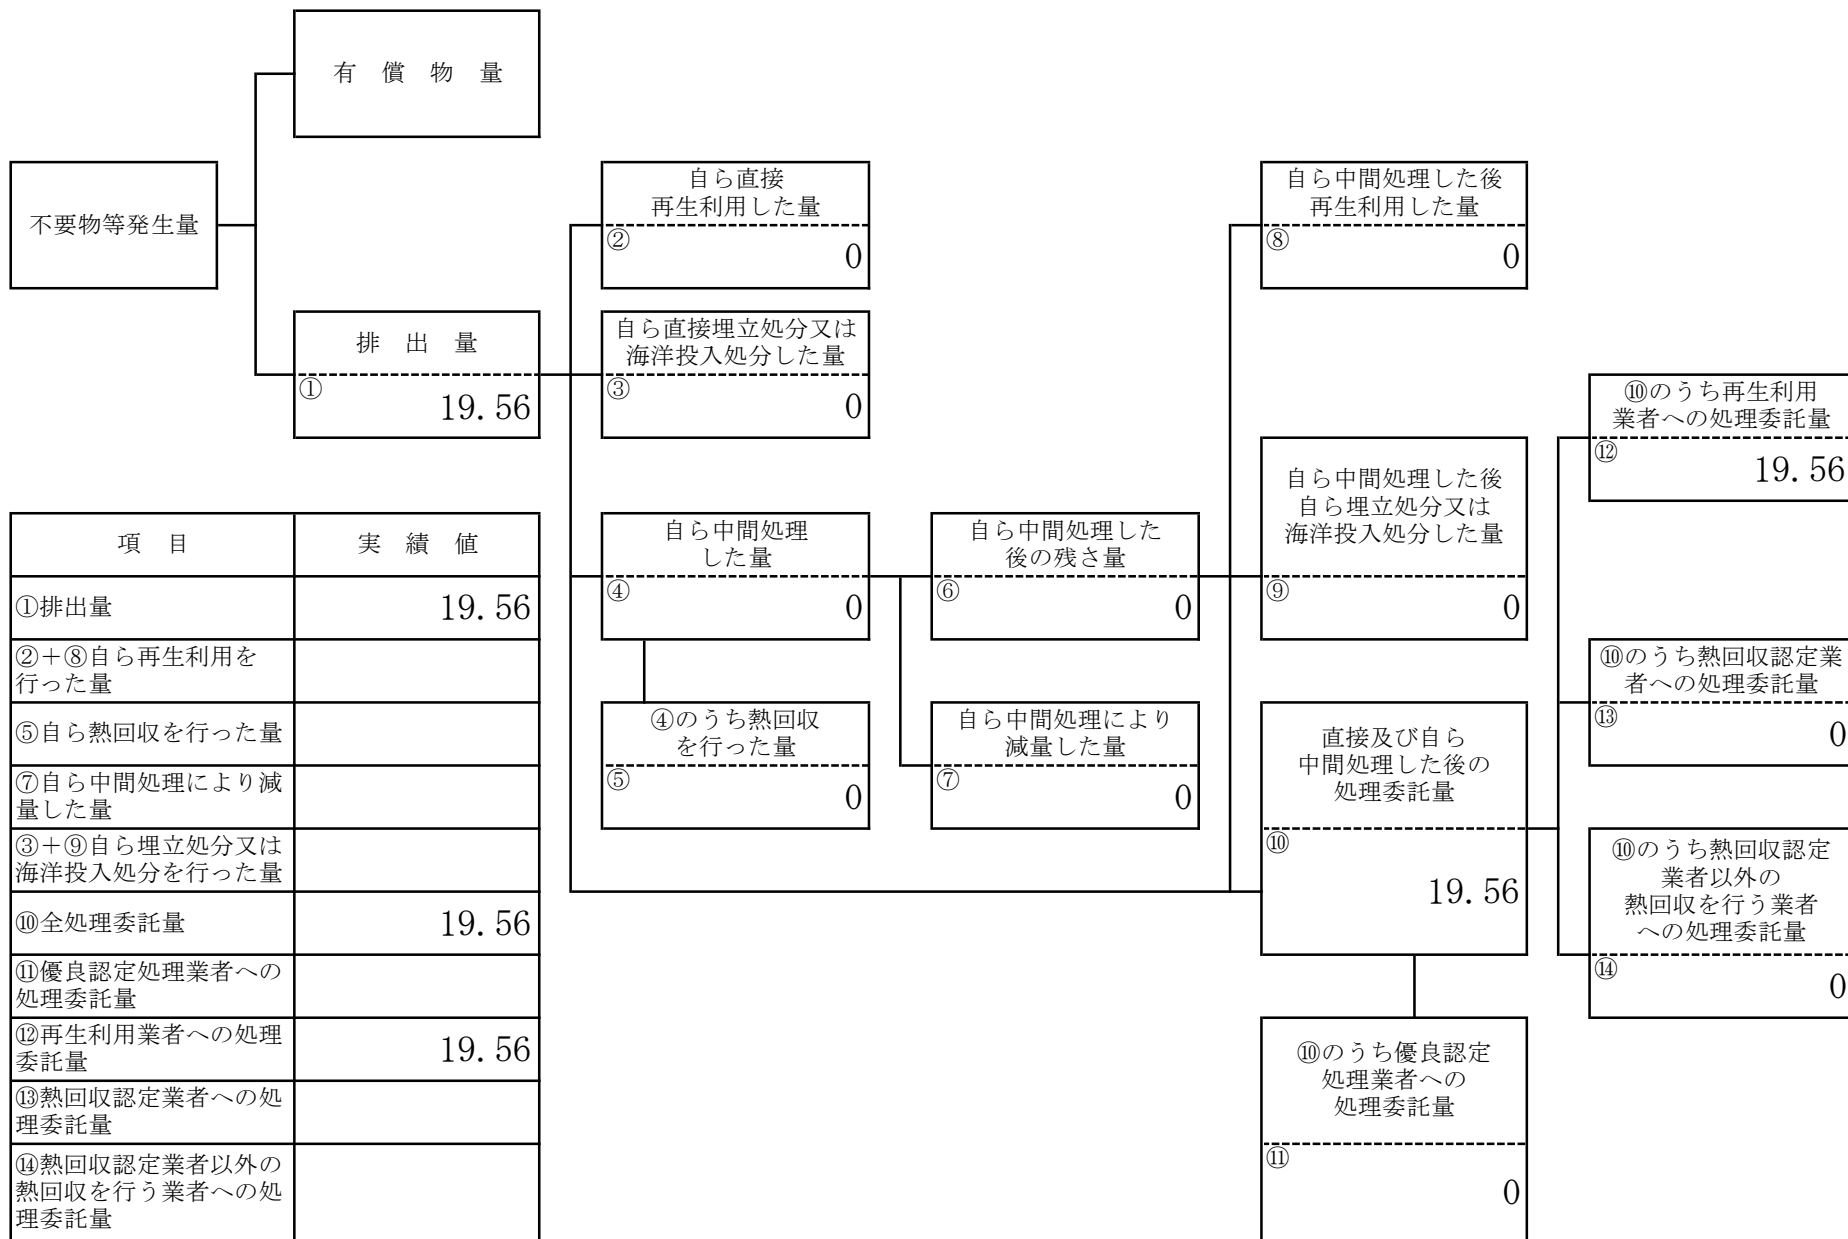 有 償 物 量
不要物等発生量
排 出 量
①
19.56
自ら直接
再生利用した量
②
0
自ら直接埋立処分又は
海洋投入処分した量
③
0
自ら中間処理
した量
④
0
④のうち熱回収
を行った量
⑤
0
自ら中間処理した
後の残さ量
⑥
0
自ら中間処理により
減量した量
⑦
0
自ら中間処理した後
再生利用した量
⑧
0
自ら中間処理した後
自ら埋立処分又は
海洋投入処分した量
⑨
0
直接及び自ら
中間処理した後の
処理委託量
⑩
19.56
⑩のうち優良認定
処理業者への
処理委託量
⑪
0
⑩のうち再生利用
業者への処理委託量
⑫
19.56
⑩のうち熱回収認定業
者への処理委託量
⑬
0
⑩のうち熱回収認定
業者以外の
熱回収を行う業者
への処理委託量
⑭
0
項 目
実 績 値
①排出量
19.56
②＋⑧自ら再生利用を
行った量
⑤自ら熱回収を行った量
⑦自ら中間処理により減
量した量
③＋⑨自ら埋立処分又は
海洋投入処分を行った量
⑩全処理委託量
19.56
⑪優良認定処理業者への
処理委託量
⑫再生利用業者への処理
委託量
19.56
⑬熱回収認定業者への処
理委託量
⑭熱回収認定業者以外の
熱回収を行う業者への処
理委託量